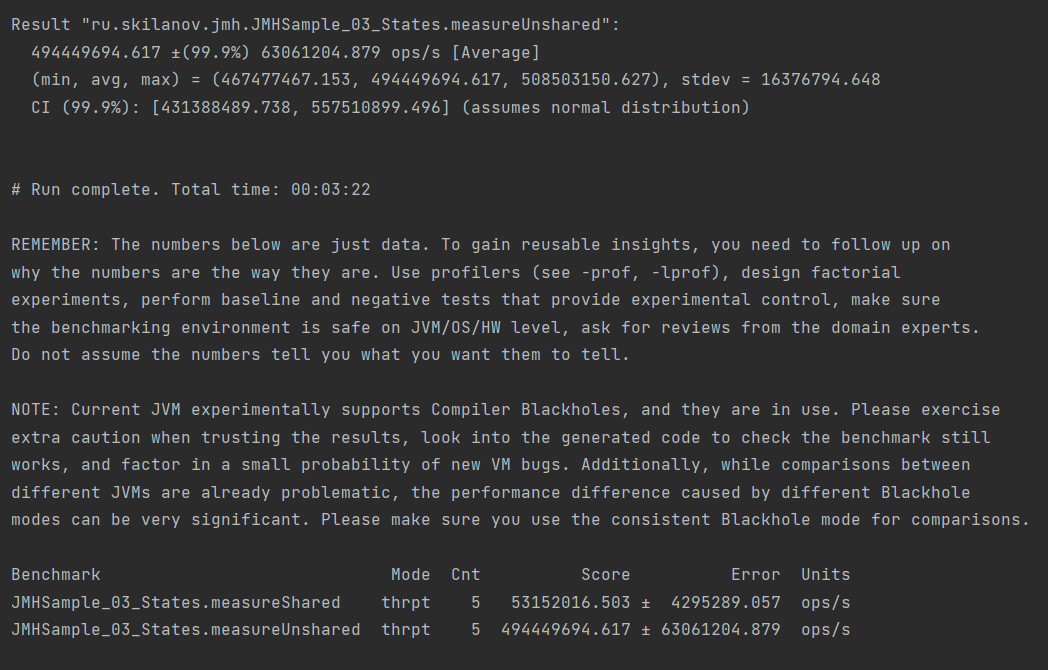 Result "ru.skilanov.jmh.JMHSample_03_States.measureUnshared":
  494449694.617 ±(99.9%) 63061204.879 ops/s [Average]
  (min, avg, max) = (467477467.153, 494449694.617, 508503150.627), stdev = 16376794.648
  CI (99.9%): [431388489.738, 557510899.496] (assumes normal distribution)
# Run complete. Total time: 00:03:22
REMEMBER: The numbers below are just data. To gain reusable insights, you need to follow up on
why the numbers are the way they are. Use profilers (see -prof, -lprof), design factorial
experiments, perform baseline and negative tests that provide experimental control, make sure
the benchmarking environment is safe on JVM/OS/HW level, ask for reviews from the domain experts.
Do not assume the numbers tell you what you want them to tell.
NOTE: Current JVM experimentally supports Compiler Blackholes, and they are in use. Please exercise
extra caution when trusting the results, look into the generated code to check the benchmark still
works, and factor in a small probability of new VM bugs. Additionally, while comparisons between
different JVMs are already problematic, the performance difference caused by different Blackhole
modes can be very significant. Please make sure you use the consistent Blackhole mode for comparisons.
Benchmark                             Mode  Cnt          Score          Error  Units
JMHSample_03_States.measureShared    thrpt    5   53152016.503 ±  4295289.057  ops/s
JMHSample_03_States.measureUnshared  thrpt    5  494449694.617 ± 63061204.879  ops/s